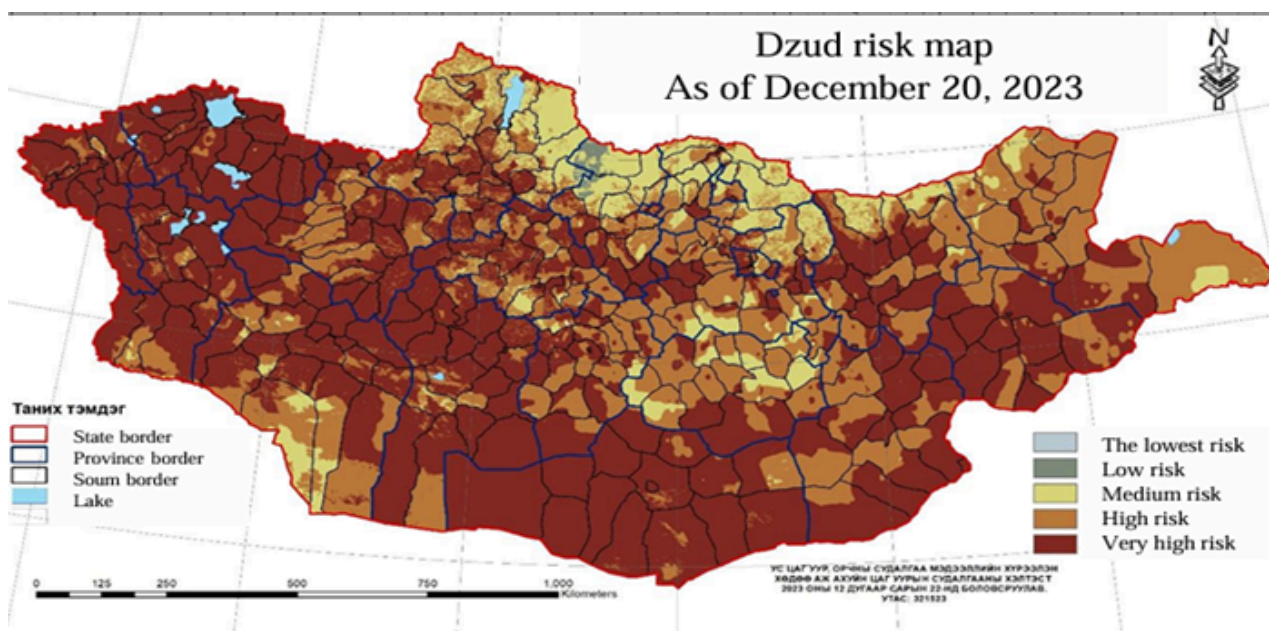 Dzud risk map
As of December 20, 2023
N
Таних тэмдэг
State border
Province border
Soum border
Lake
The lowest risk
Low risk
Medium risk
High risk
Very high risk
0 125 250 500 750 1,000
Kilometers
УС ЦАГ УУР, ОРЧНЫ СУДАЛГАА МЭДЭЭЛЛИЙН ХҮРЭЭЛЭН
ХӨДӨӨ АЖ АХУЙН ЦАГ УУРЫН СУДАЛГААНЫ ХЭЛТЭСТ
2023 ОНЫ 12 ДУГААР САРЫН 22-НД БОЛОВСРУУЛАВ.
УТАС: 321523